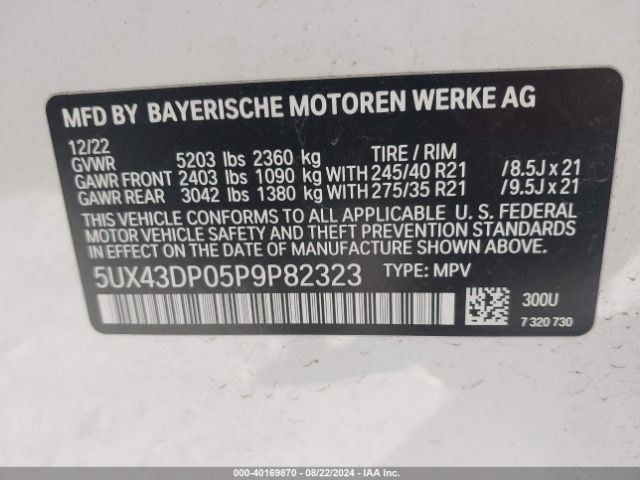 MFD BY BAYERISCHE MOTOREN WERKE AG
12/22
GVWR 5203 lbs 2360 kg TIRE / RIM
GAWR FRONT 2403 lbs 1090 kg WITH 245/40 R21 /8.5J x 21
GAWR REAR 3042 lbs 1380 kg WITH 275/35 R21 /9.5J x 21
THIS VEHICLE CONFORMS TO ALL APPLICABLE U. S. FEDERAL
MOTOR VEHICLE SAFETY AND THEFT PREVENTION STANDARDS
IN EFFECT ON THE DATE OF MANUFACTURE SHOWN ABOVE.
5UX43DP05P9P82323 TYPE: MPV
300U
7 320 730
© - 40169870 - 08/22/2024 - IAAI.COM